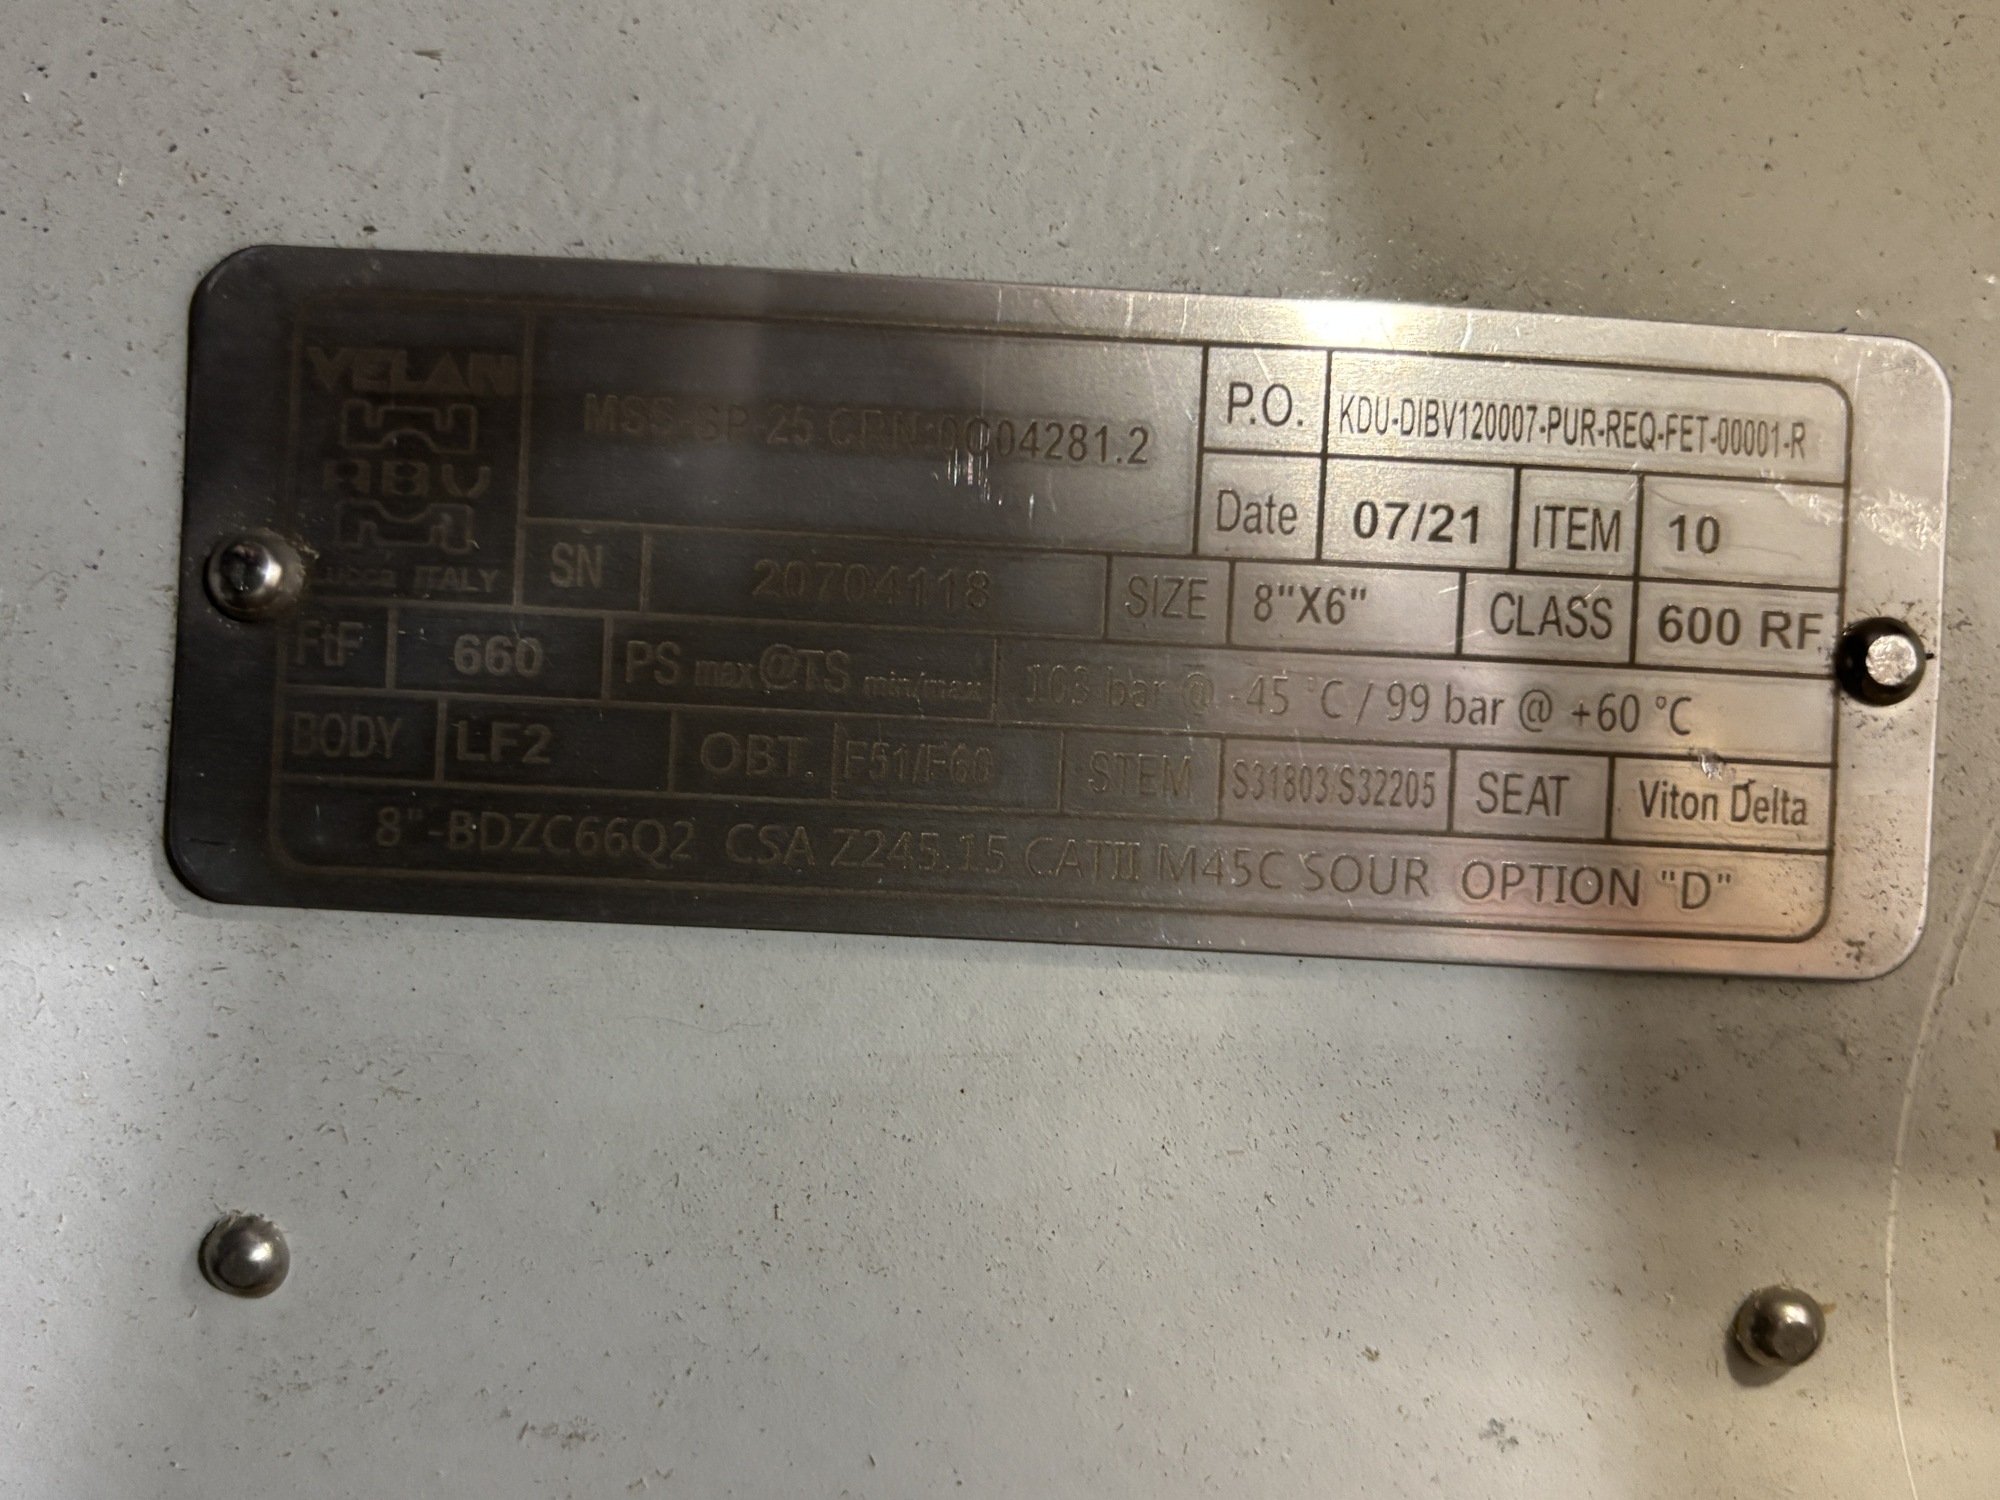 VELAN
ABV
Lucca ITALY
MSS-SP-25 CRN:0C04281.2
P.O. KDU-DIBV120007-PUR-REQ-FET-00001-R
Date 07/21 ITEM 10
SN 20704118 SIZE 8"X6" CLASS 600 RF
FtF 660 PS max@TS min/max 103 bar @ -45 °C / 99 bar @ +60 °C
BODY LF2 OBT. F51/F60 STEM S31803/S32205 SEAT Viton Delta
8"-BDZC66Q2 CSA Z245.15 CATII M45C SOUR OPTION "D"